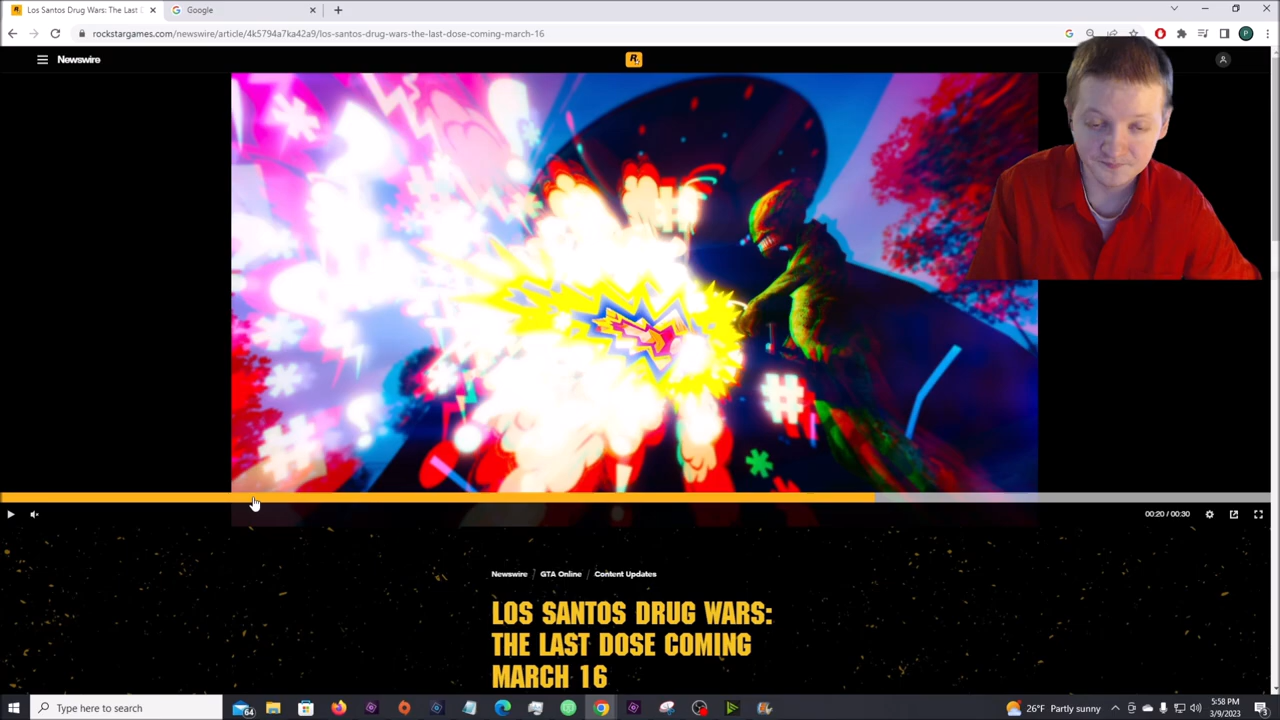 Los Santos Drug Wars: The Last D
Google
rockstargames.com/newswire/article/4k5794a7ka42a9/los-santos-drug-wars-the-last-dose-coming-march-16
P
Newswire
R
00:20 / 00:30
Newswire / GTA Online / Content Updates
LOS SANTOS DRUG WARS:
THE LAST DOSE COMING
MARCH 16
Type here to search
64
26°F Partly sunny
5:58 PM
3/9/2023